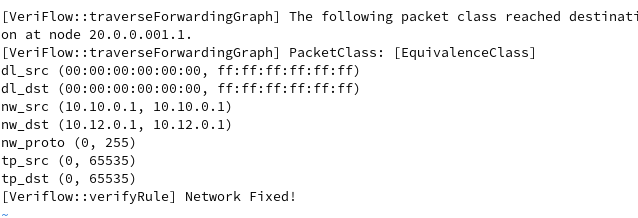 [VeriFlow::traverseForwardingGraph] The following packet class reached destinati
on at node 20.0.0.001.1.
[VeriFlow::traverseForwardingGraph] PacketClass: [EquivalenceClass]
dl_src (00:00:00:00:00:00, ff:ff:ff:ff:ff:ff)
dl_dst (00:00:00:00:00:00, ff:ff:ff:ff:ff:ff)
nw_src (10.10.0.1, 10.10.0.1)
nw_dst (10.12.0.1, 10.12.0.1)
nw_proto (0, 255)
tp_src (0, 65535)
tp_dst (0, 65535)
[Veriflow::verifyRule] Network Fixed!
~